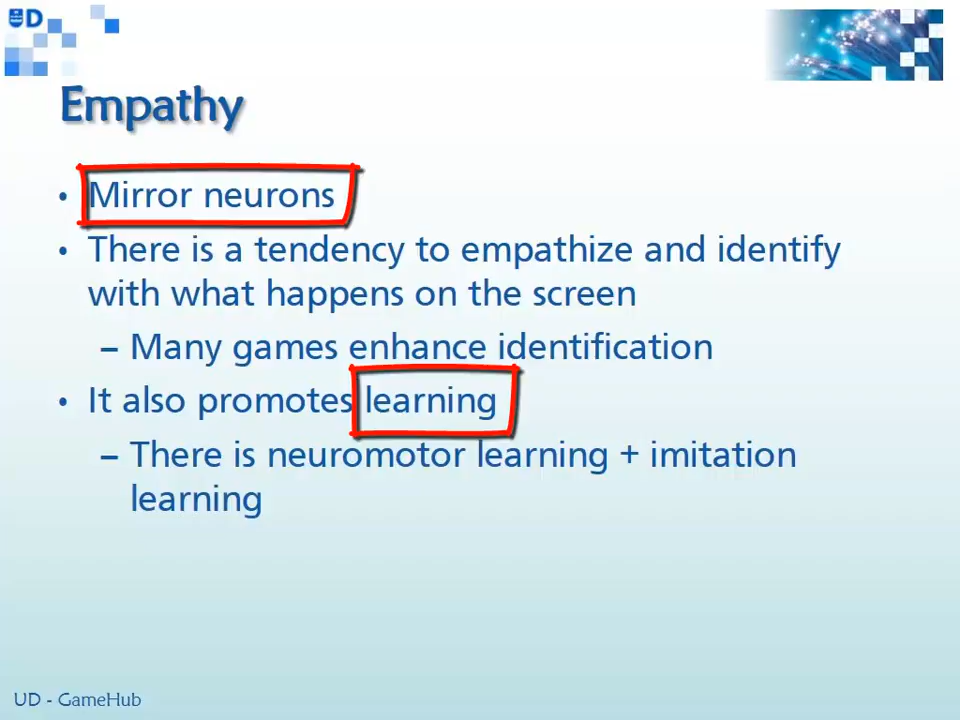 UD
Empathy
• Mirror neurons
• There is a tendency to empathize and identify
with what happens on the screen
– Many games enhance identification
• It also promotes learning
– There is neuromotor learning + imitation
learning
UD - GameHub